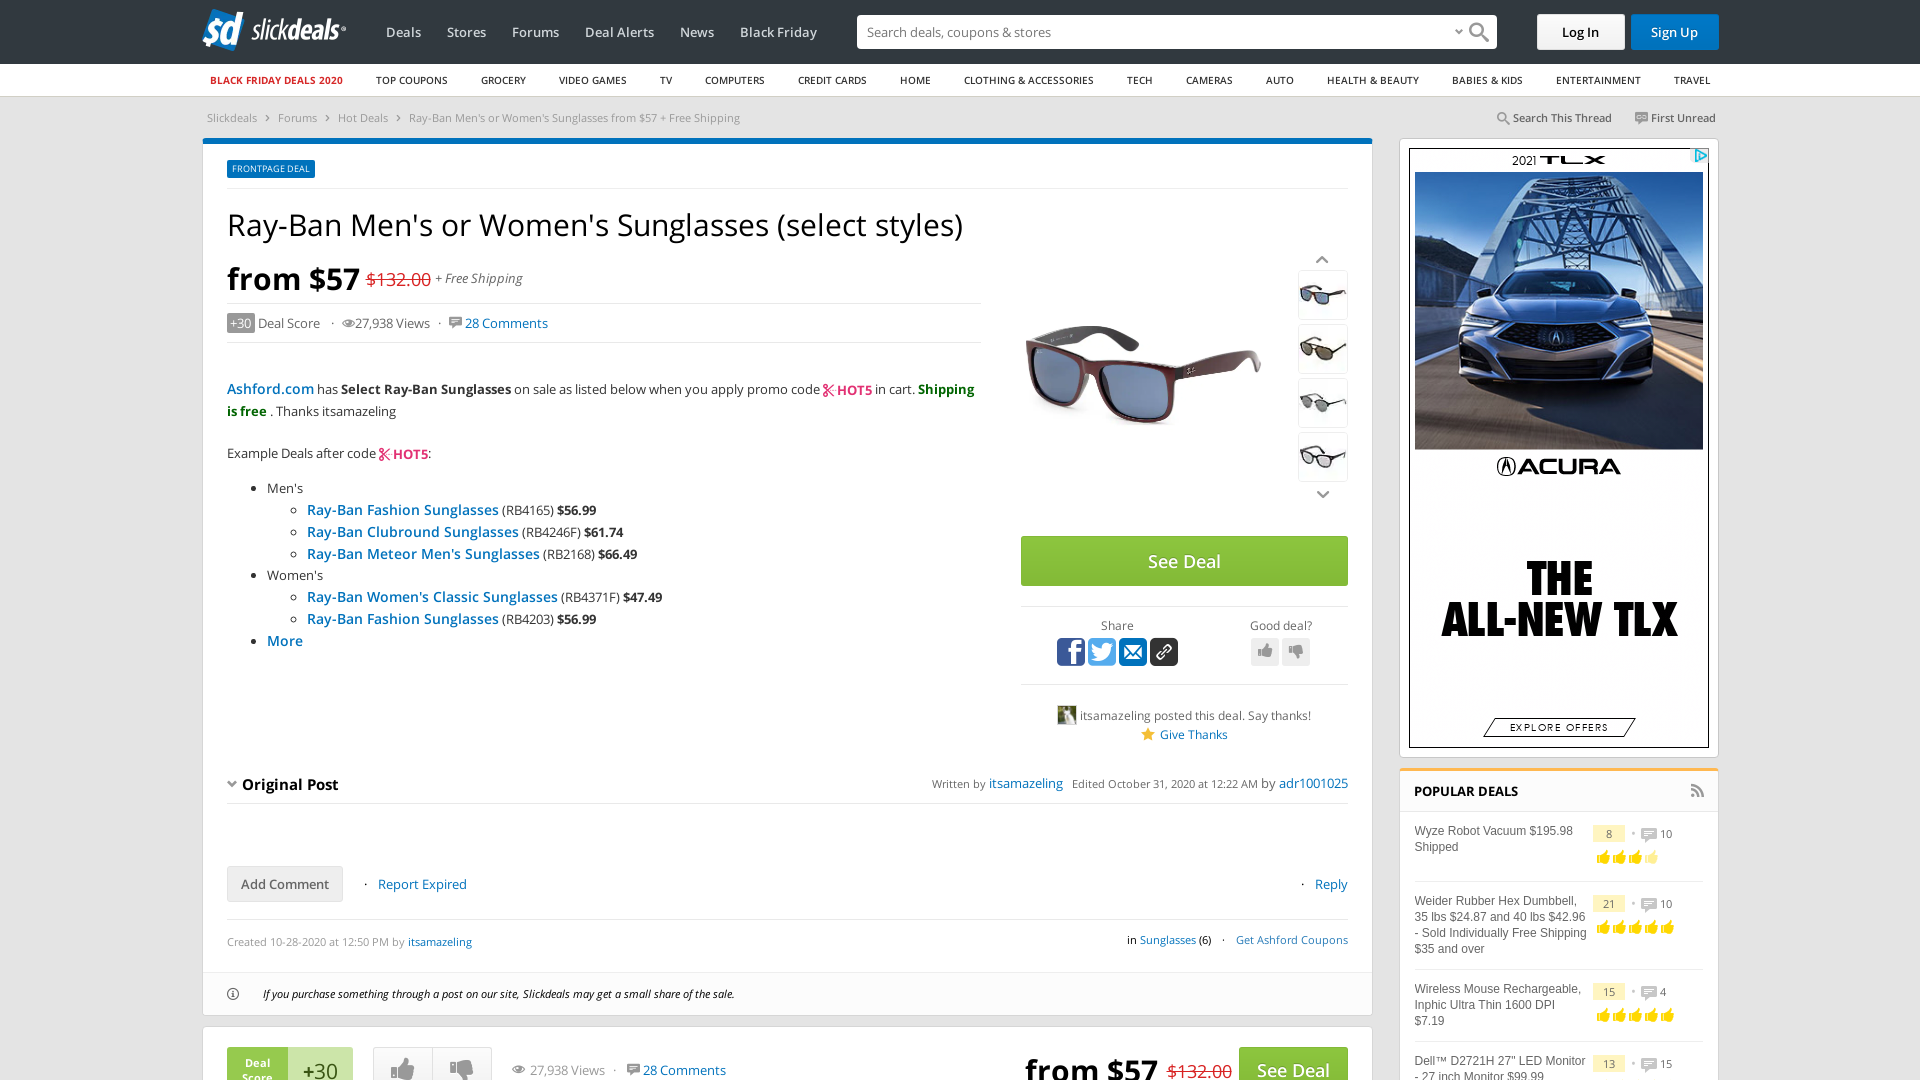 sd slickdeals
Deals Stores Forums Deal Alerts News Black Friday
Search deals, coupons & stores
Log In Sign Up
BLACK FRIDAY DEALS 2020 TOP COUPONS GROCERY VIDEO GAMES TV COMPUTERS CREDIT CARDS HOME CLOTHING & ACCESSORIES TECH CAMERAS AUTO HEALTH & BEAUTY BABIES & KIDS ENTERTAINMENT TRAVEL
Slickdeals › Forums › Hot Deals › Ray-Ban Men's or Women's Sunglasses from $57 + Free Shipping
Search This Thread First Unread
FRONTPAGE DEAL
Ray-Ban Men's or Women's Sunglasses (select styles)
from $57 $132.00 + Free Shipping
+30 Deal Score · 27,938 Views · 28 Comments
Ashford.com has Select Ray-Ban Sunglasses on sale as listed below when you apply promo code HOT5 in cart. Shipping
is free . Thanks itsamazeling
Example Deals after code HOT5:
Men's
Ray-Ban Fashion Sunglasses (RB4165) $56.99
Ray-Ban Clubround Sunglasses (RB4246F) $61.74
Ray-Ban Meteor Men's Sunglasses (RB2168) $66.49
Women's
Ray-Ban Women's Classic Sunglasses (RB4371F) $47.49
Ray-Ban Fashion Sunglasses (RB4203) $56.99
More
See Deal
Share Good deal?
itsamazeling posted this deal. Say thanks!
Give Thanks
Original Post
Written by itsamazeling Edited October 31, 2020 at 12:22 AM by adr1001025
Add Comment · Report Expired · Reply
Created 10-28-2020 at 12:50 PM by itsamazeling
in Sunglasses (6) · Get Ashford Coupons
If you purchase something through a post on our site, Slickdeals may get a small share of the sale.
Deal
Score
+30
27,938 Views · 28 Comments
from $57 $132.00
See Deal
2021 TLX
ACURA
THE
ALL-NEW TLX
EXPLORE OFFERS
POPULAR DEALS
Wyze Robot Vacuum $195.98
Shipped
8 · 10
Weider Rubber Hex Dumbbell,
35 lbs $24.87 and 40 lbs $42.96
- Sold Individually Free Shipping
$35 and over
21 · 10
Wireless Mouse Rechargeable,
Inphic Ultra Thin 1600 DPI
$7.19
15 · 4
Dell™ D2721H 27" LED Monitor
- 27 inch Monitor $99.99
13 · 15